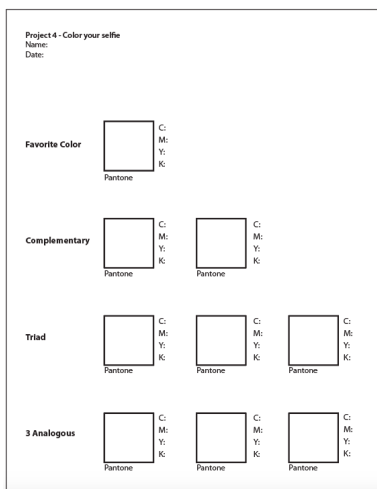 Project 4 - Color your selfie
Name:
Date:
Favorite Color
C:
M:
Y:
K:
Pantone
Complementary
C:
M:
Y:
K:
Pantone
C:
M:
Y:
K:
Pantone
Triad
C:
M:
Y:
K:
Pantone
C:
M:
Y:
K:
Pantone
C:
M:
Y:
K:
Pantone
3 Analogous
C:
M:
Y:
K:
Pantone
C:
M:
Y:
K:
Pantone
C:
M:
Y:
K:
Pantone